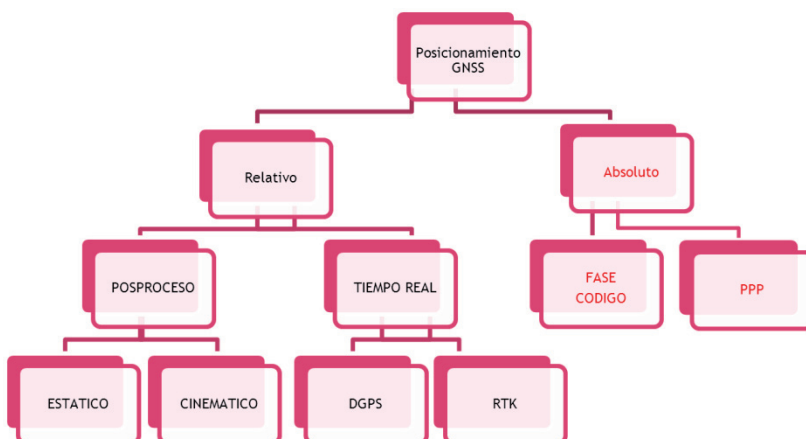 Posicionamiento
GNSS
Relativo
Absoluto
POSPROCESO
TIEMPO REAL
FASE
CODIGO
PPP
ESTATICO
CINEMATICO
DGPS
RTK